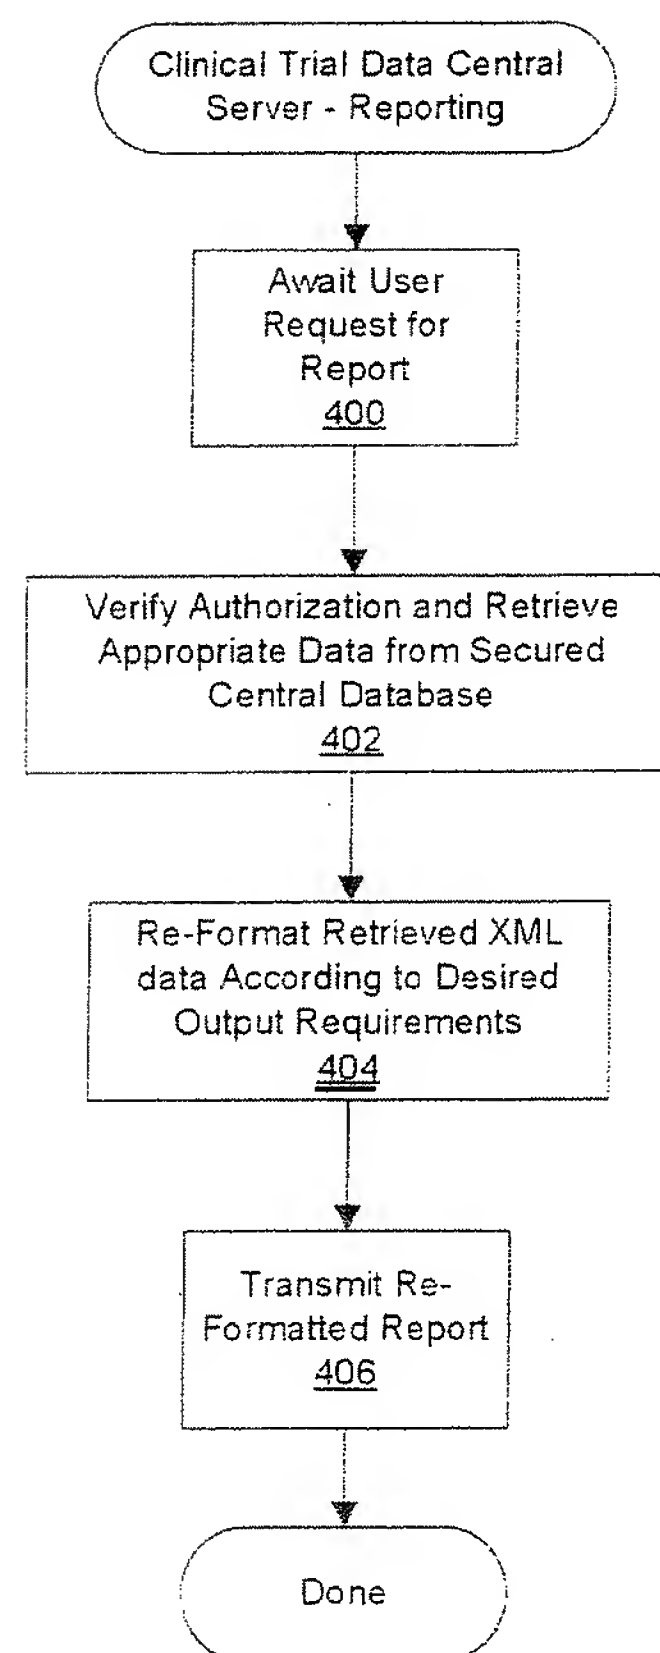 Clinical Trial Data Central
Server - Reporting
Await User
Request for
Report
400
Verify Authorization and Retrieve
Appropriate Data from Secured
Central Database
402
Re-Format Retrieved XML
data According to Desired
Output Requirements
404
Transmit Re-
Formatted Report
406
Done